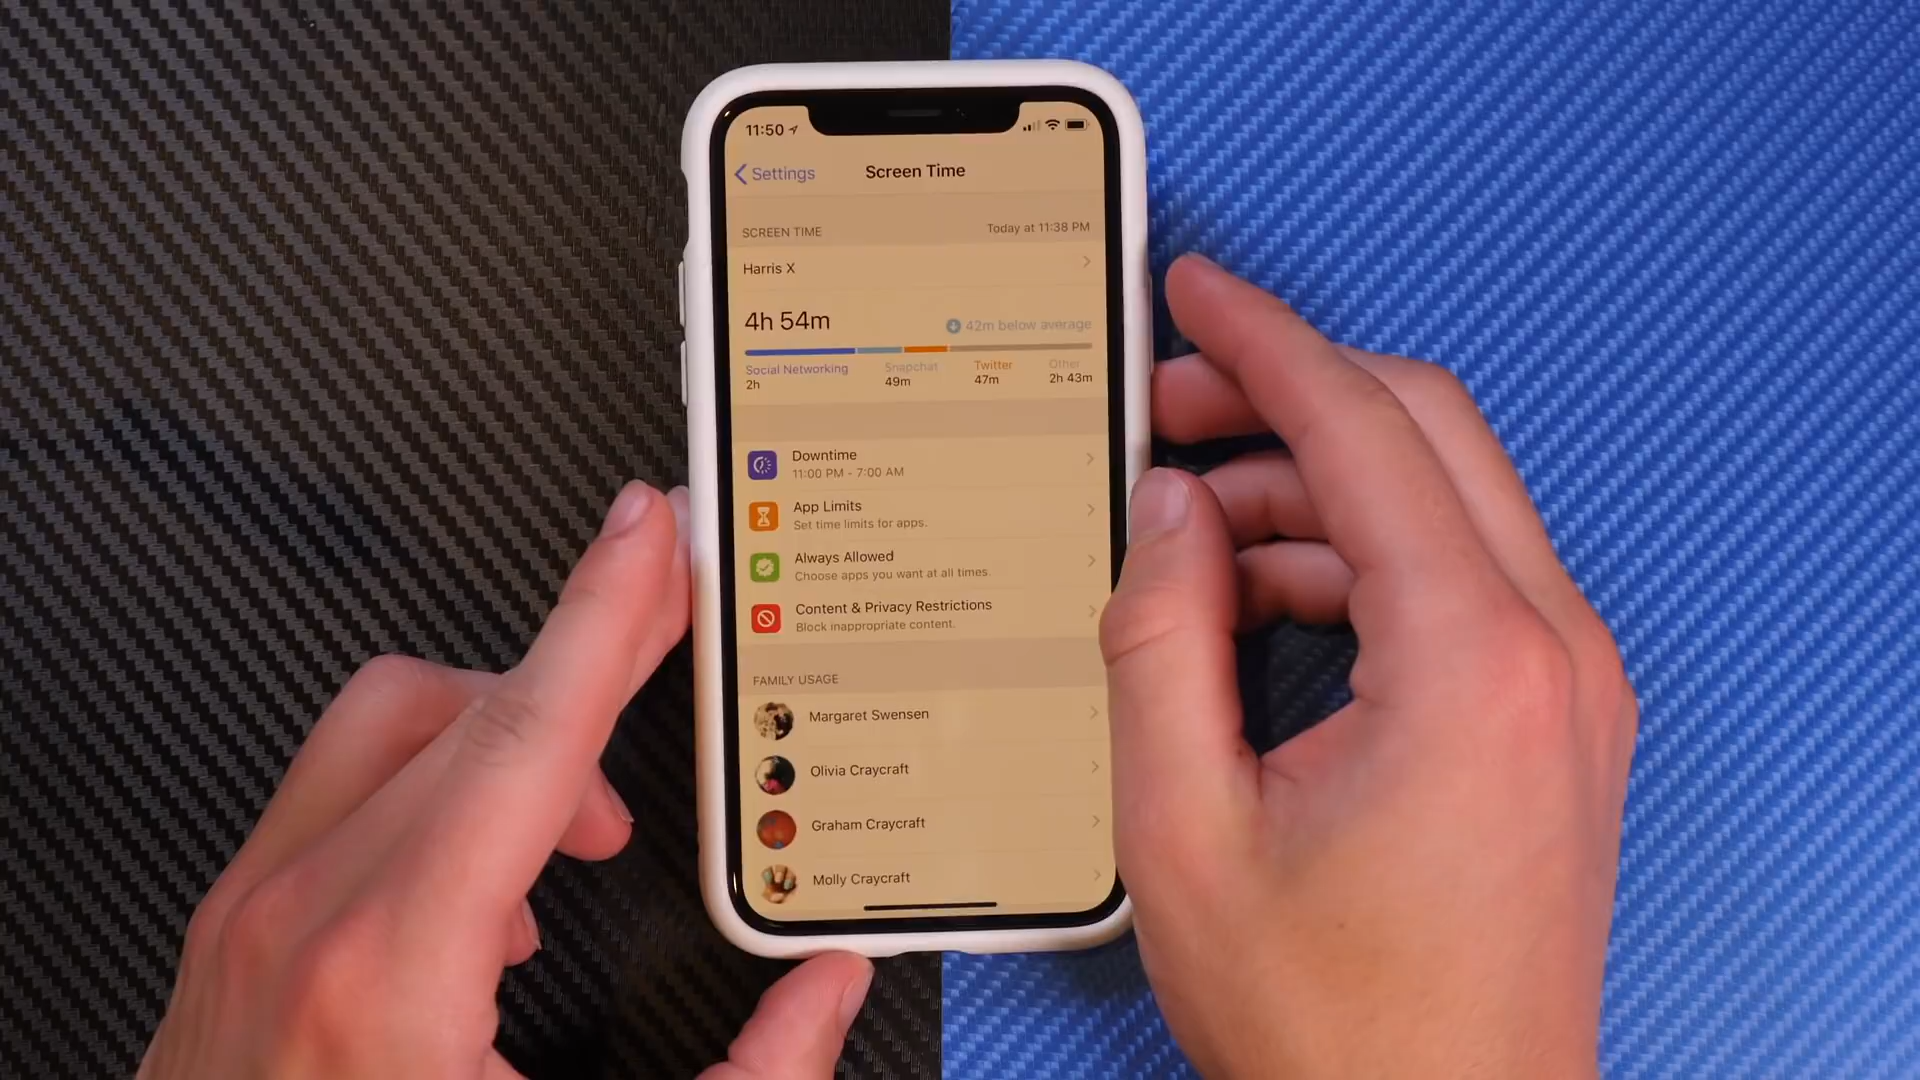 11:50
Settings
Screen Time
SCREEN TIME
Today at 11:38 PM
Harris X
4h 54m
42m below average
Social Networking
Snapchat
Twitter
Other
2h
49m
47m
2h 43m
Downtime
11:00 PM - 7:00 AM
App Limits
Set time limits for apps.
Always Allowed
Choose apps you want at all times.
Content & Privacy Restrictions
Block inappropriate content.
FAMILY USAGE
Margaret Swensen
Olivia Craycraft
Graham Craycraft
Molly Craycraft